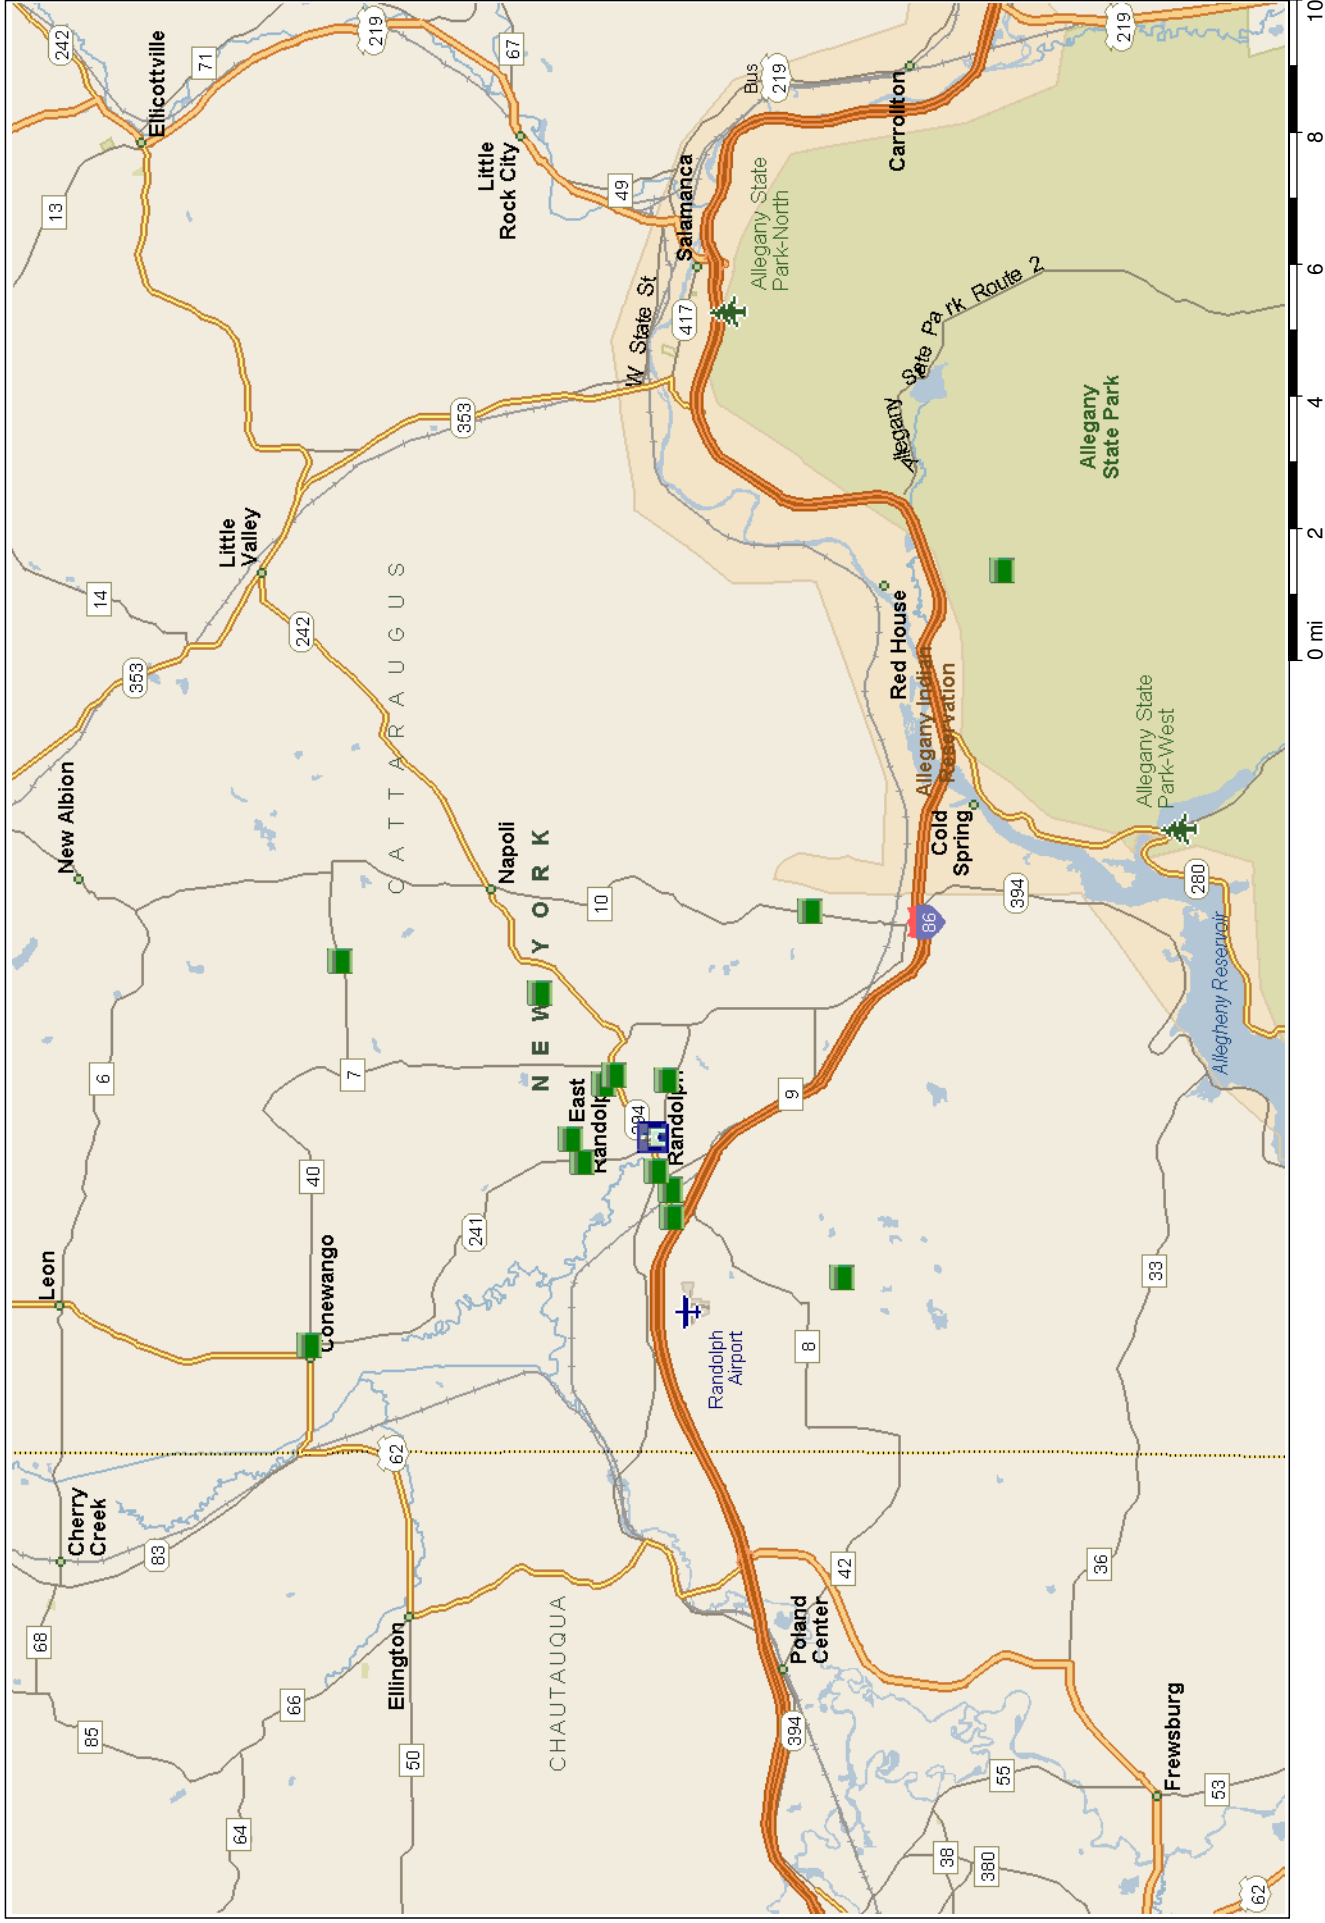 Frewsburg
53
55
62
380
38
394
Poland
Center
42
36
33
8
Randolph
Airport
CHAUTAUQUA
Ellington
50
64
66
85
68
Cherry
Creek
83
62
Leon
Conewango
40
241
6
7
New Albion
14
353
East
Randolph
Randolph
394
9
NEW YORK
CATTARAUGUS
Napoli
10
242
Little
Valley
353
86
394
280
Allegheny Reservoir
Cold
Spring
Allegany State
Park-West
Allegany Indian
Reservation
Red House
Allegany State Park Route 2
Allegany
State Park
Allegany State
Park-North
417
W State St
Salamanca
49
Little
Rock City
67
219
71
13
Ellicottville
242
Bus
219
Carrollton
219
0 mi
2
4
6
8
10